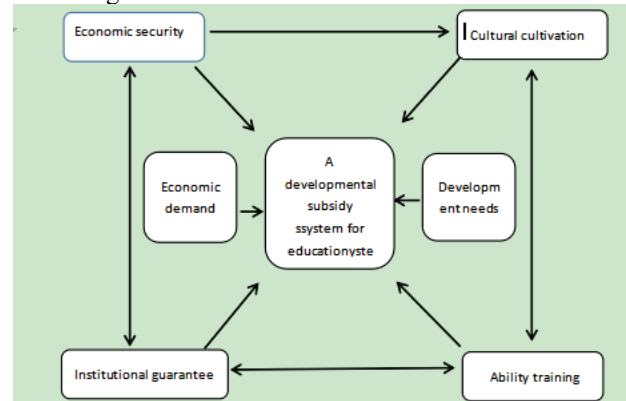 Economic security
Cultural cultivation
A
developmental
subsidy
ssystem for
educationyste
Economic
demand
Developm
ent needs
Institutional guarantee
Ability training